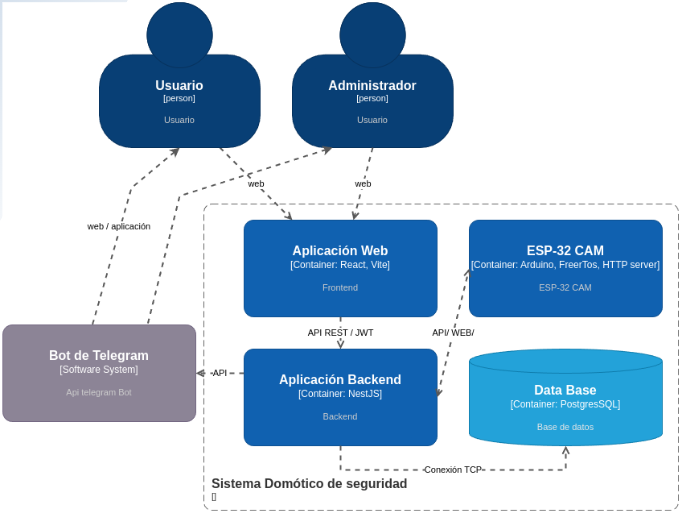 Usuario
[person]
Usuario
Administrador
[person]
Usuario
web
web
web / aplicación
Aplicación Web
[Container: React, Vite]
Frontend
ESP-32 CAM
[Container: Arduino, FreerTos, HTTP server]
ESP-32 CAM
API REST / JWT
API/ WEB/
Bot de Telegram
[Software System]
Api telegram Bot
API
Aplicación Backend
[Container: NestJS]
Backend
Data Base
[Container: PostgresSQL]
Base de datos
Conexión TCP
Sistema Domótico de seguridad
[]